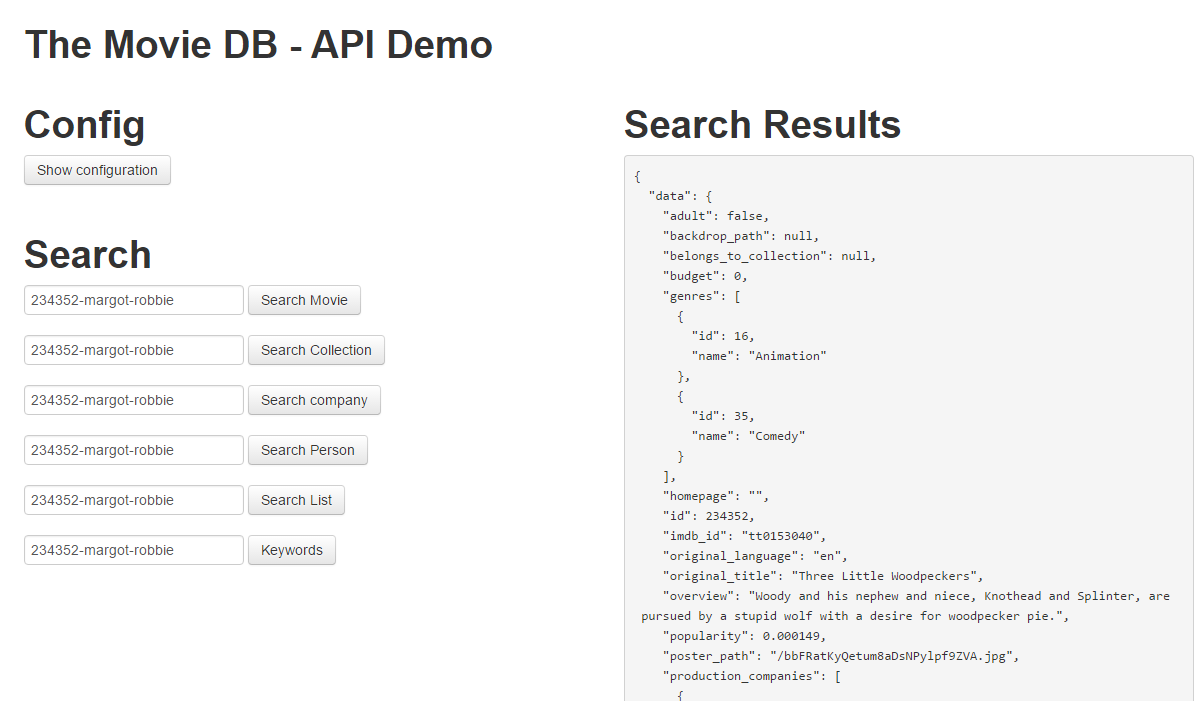 The Movie DB - API Demo
Config
Show configuration
Search
234352-margot-robbie Search Movie
234352-margot-robbie Search Collection
234352-margot-robbie Search company
234352-margot-robbie Search Person
234352-margot-robbie Search List
234352-margot-robbie Keywords
Search Results
{
"data": {
"adult": false,
"backdrop_path": null,
"belongs_to_collection": null,
"budget": 0,
"genres": [
{
"id": 16,
"name": "Animation"
},
{
"id": 35,
"name": "Comedy"
}
],
"homepage": "",
"id": 234352,
"imdb_id": "tt0153040",
"original_language": "en",
"original_title": "Three Little Woodpeckers",
"overview": "Woody and his nephew and niece, Knothead and Splinter, are
pursued by a stupid wolf with a desire for woodpecker pie.",
"popularity": 0.000149,
"poster_path": "/bbFRatKyQetum8aDsNPylpf9ZVA.jpg",
"production_companies": [
{